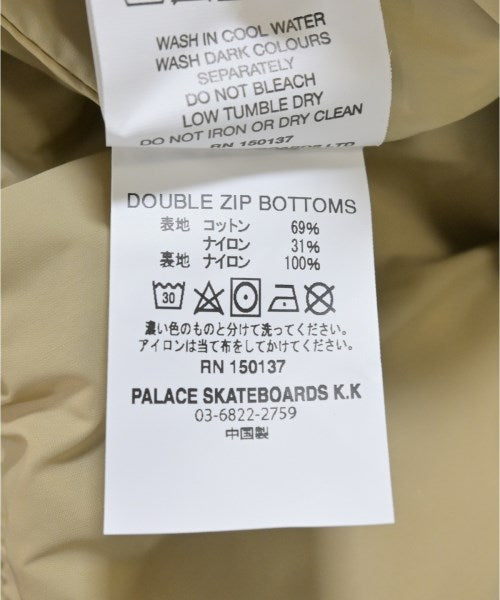 WASH IN COOL WATER
WASH DARK COLOURS
SEPARATELY
DO NOT BLEACH
LOW TUMBLE DRY
DO NOT IRON OR DRY CLEAN
RN 150137
LTD
DOUBLE ZIP BOTTOMS
表地 コットン 69%
ナイロン 31%
裏地 ナイロン 100%
30
濃い色のものと分けて洗ってください。
アイロンは当て布をしてかけてください。
RN 150137
PALACE SKATEBOARDS K.K
03-6822-2759
中国製